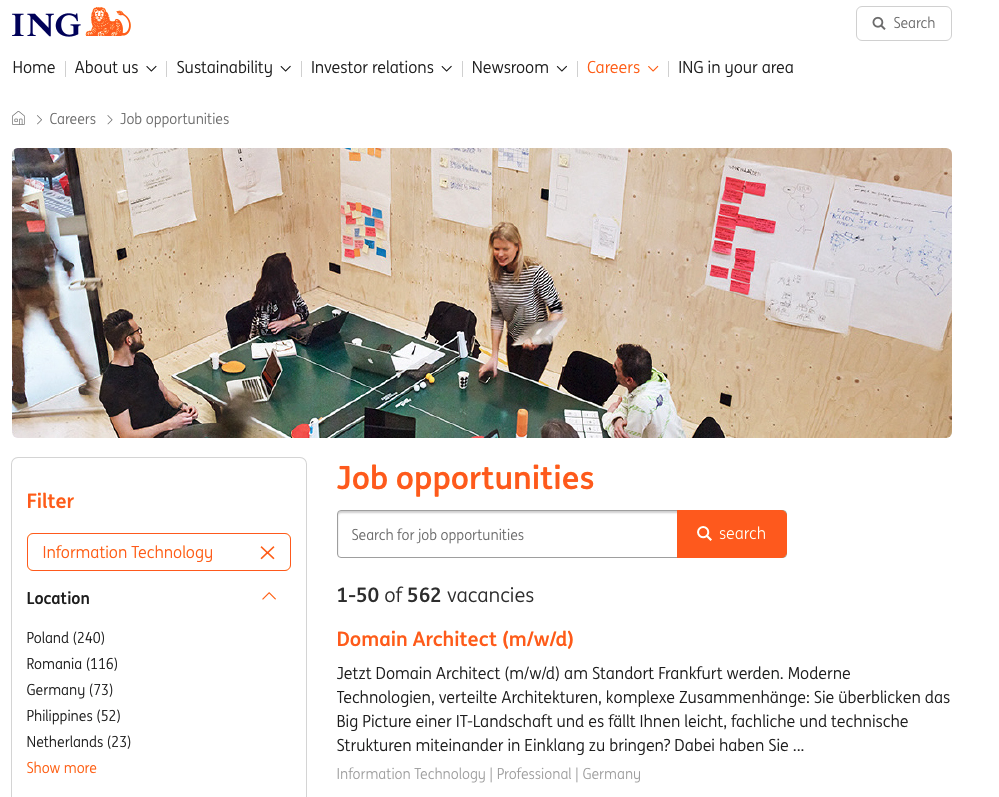 ING
Search
Home
About us
Sustainability
Investor relations
Newsroom
Careers
ING in your area
Careers
Job opportunities
Filter
Information Technology
Location
Poland (240)
Romania (116)
Germany (73)
Philippines (52)
Netherlands (23)
Show more
Job opportunities
Search for job opportunities
search
1-50 of 562 vacancies
Domain Architect (m/w/d)
Jetzt Domain Architect (m/w/d) am Standort Frankfurt werden. Moderne
Technologien, verteilte Architekturen, komplexe Zusammenhänge: Sie überblicken das
Big Picture einer IT-Landschaft und es fällt Ihnen leicht, fachliche und technische
Strukturen miteinander in Einklang zu bringen? Dabei haben Sie ...
Information Technology | Professional | Germany